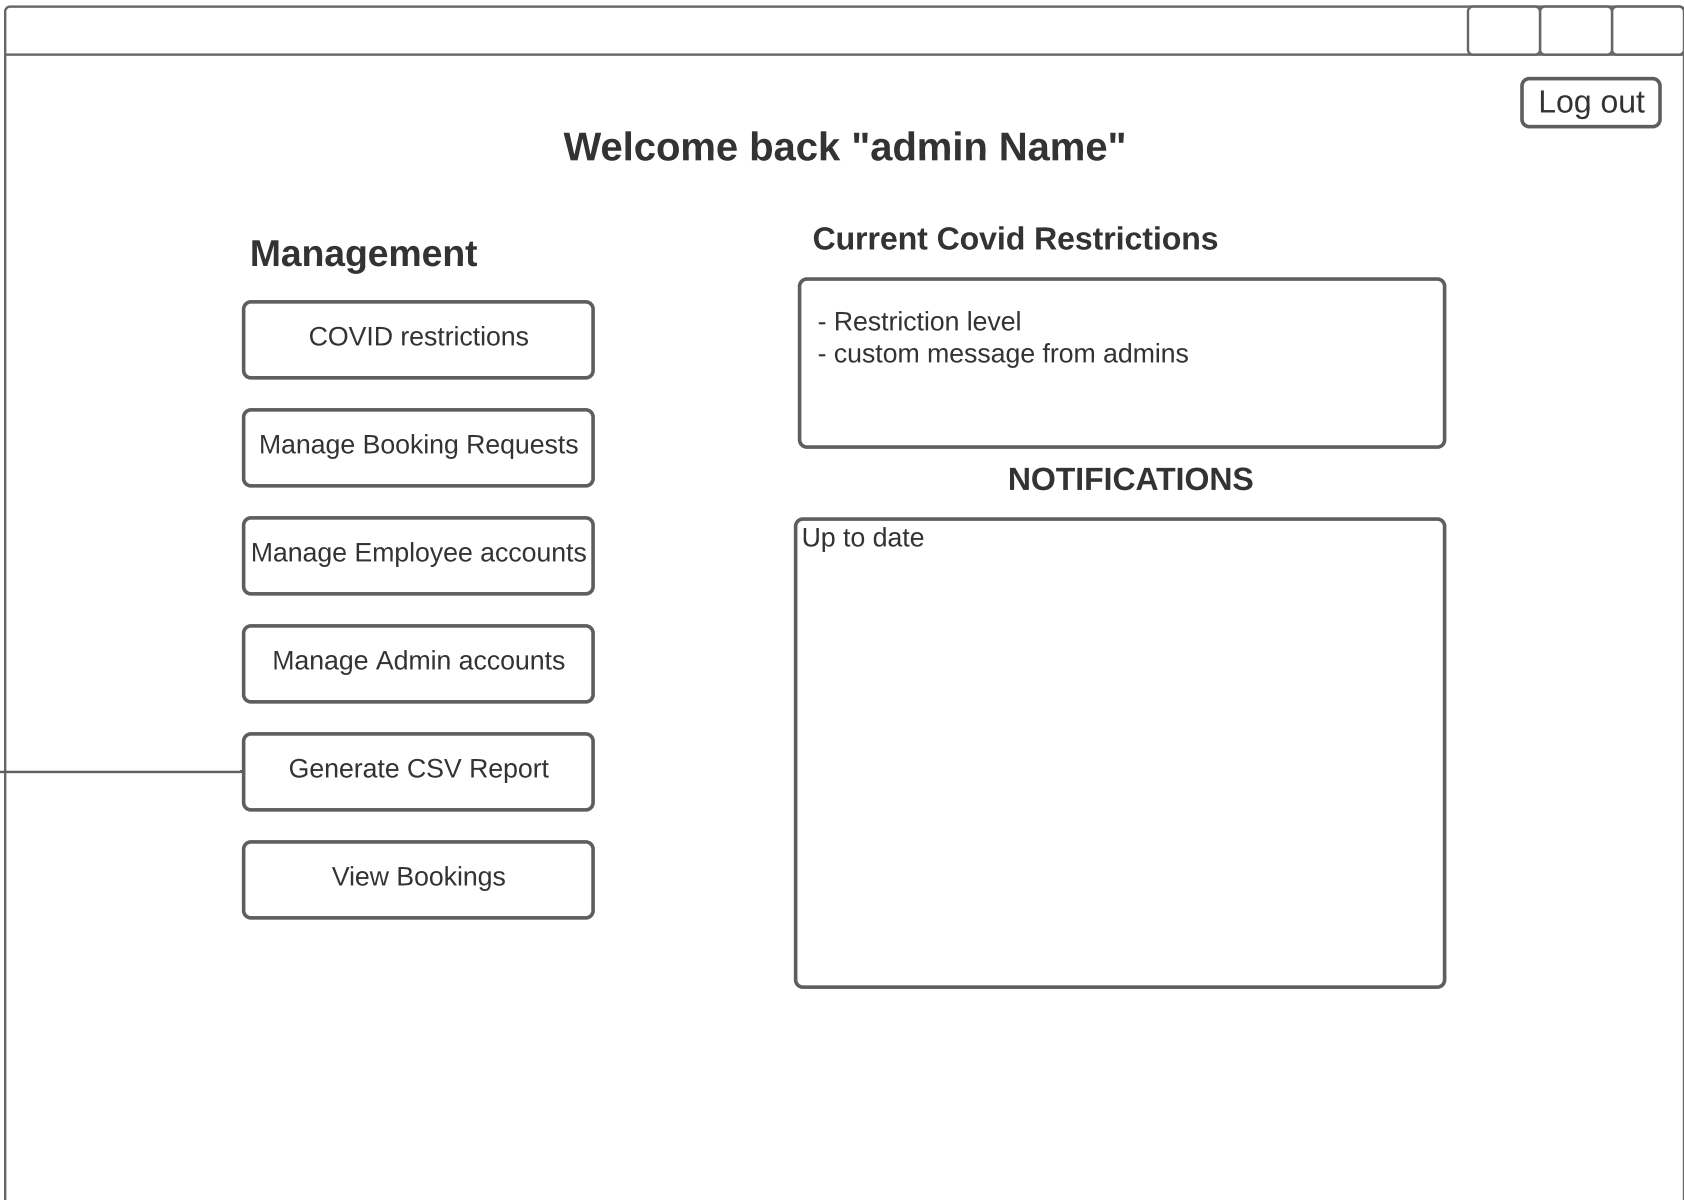 Log out
Welcome back "admin Name"
Management
COVID restrictions
Manage Booking Requests
Manage Employee accounts
Manage Admin accounts
Generate CSV Report
View Bookings
Current Covid Restrictions
- Restriction level
- custom message from admins
NOTIFICATIONS
Up to date